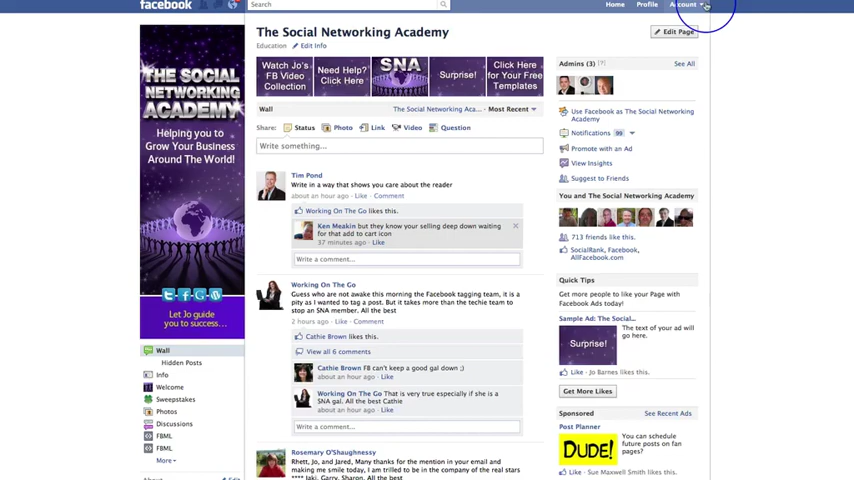 facebook
Search
Home
Profile
Account
THE SOCIAL
NETWORKING
ACADEMY
Helping you to
Grow Your Business
Around The World!
Let Jo guide
you to success...
Wall
Hidden Posts
Info
Welcome
Sweepstakes
Photos
Discussions
FBML
FBML
More
Edit
The Social Networking Academy
Education
Edit Info
Watch Jo's
FB Video
Collection
Need Help?
Click Here
SNA
Surprise!
Click Here
for Your Free
Templates
Wall
The Social Networking Aca... · Most Recent
Share:
Status
Photo
Link
Video
Question
Write something...
Tim Pond
Write in a way that shows you care about the reader
about an hour ago · Like · Comment
Working On The Go likes this.
Ken Meakin but they know your selling deep down waiting
for that add to cart icon
37 minutes ago · Like
Write a comment...
Working On The Go
Guess who are not awake this morning the Facebook tagging team, it is a
pity as I wanted to tag a post. But it takes more than the techie team to
stop an SNA member. All the best
2 hours ago · Like · Comment
Cathie Brown likes this.
View all 6 comments
Cathie Brown FB can't keep a good gal down ;)
about an hour ago · Like
Working On The Go That is very true especially if she is a
SNA gal. All the best Cathie
about an hour ago · Like
Write a comment...
Rosemary O'Shaughnessy
Rhett, Jo, and Jared, Many thanks for the mention in your email and
making me smile today, I am trilled to be in the company of the real stars
Edit Page
Admins (3) [?]
See All
Use Facebook as The Social Networking
Academy
Notifications 99
Promote with an Ad
View Insights
Suggest to Friends
You and The Social Networking Academy
713 friends like this.
SocialRank, Facebook,
AllFacebook.com
Quick Tips
Get more people to like your Page with
Facebook Ads today!
Sample Ad: The Social...
Surprise!
The text of your ad will
go here.
Like · Jo Barnes likes this.
Get More Likes
Sponsored
See Recent Ads
Post Planner
DUDE!
You can schedule
future posts on fan
pages?
Like · Sue Maxwell Smith likes this.